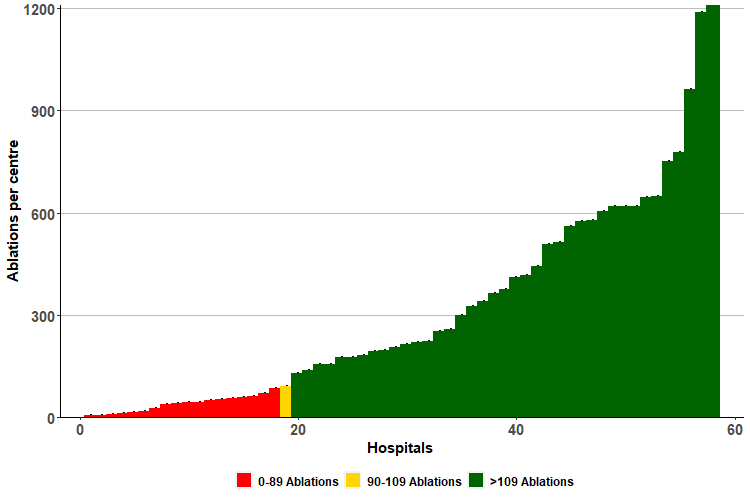 1200
900
600
300
0
Ablations per centre
0 20 40 60
Hospitals
0-89 Ablations 90-109 Ablations >109 Ablations